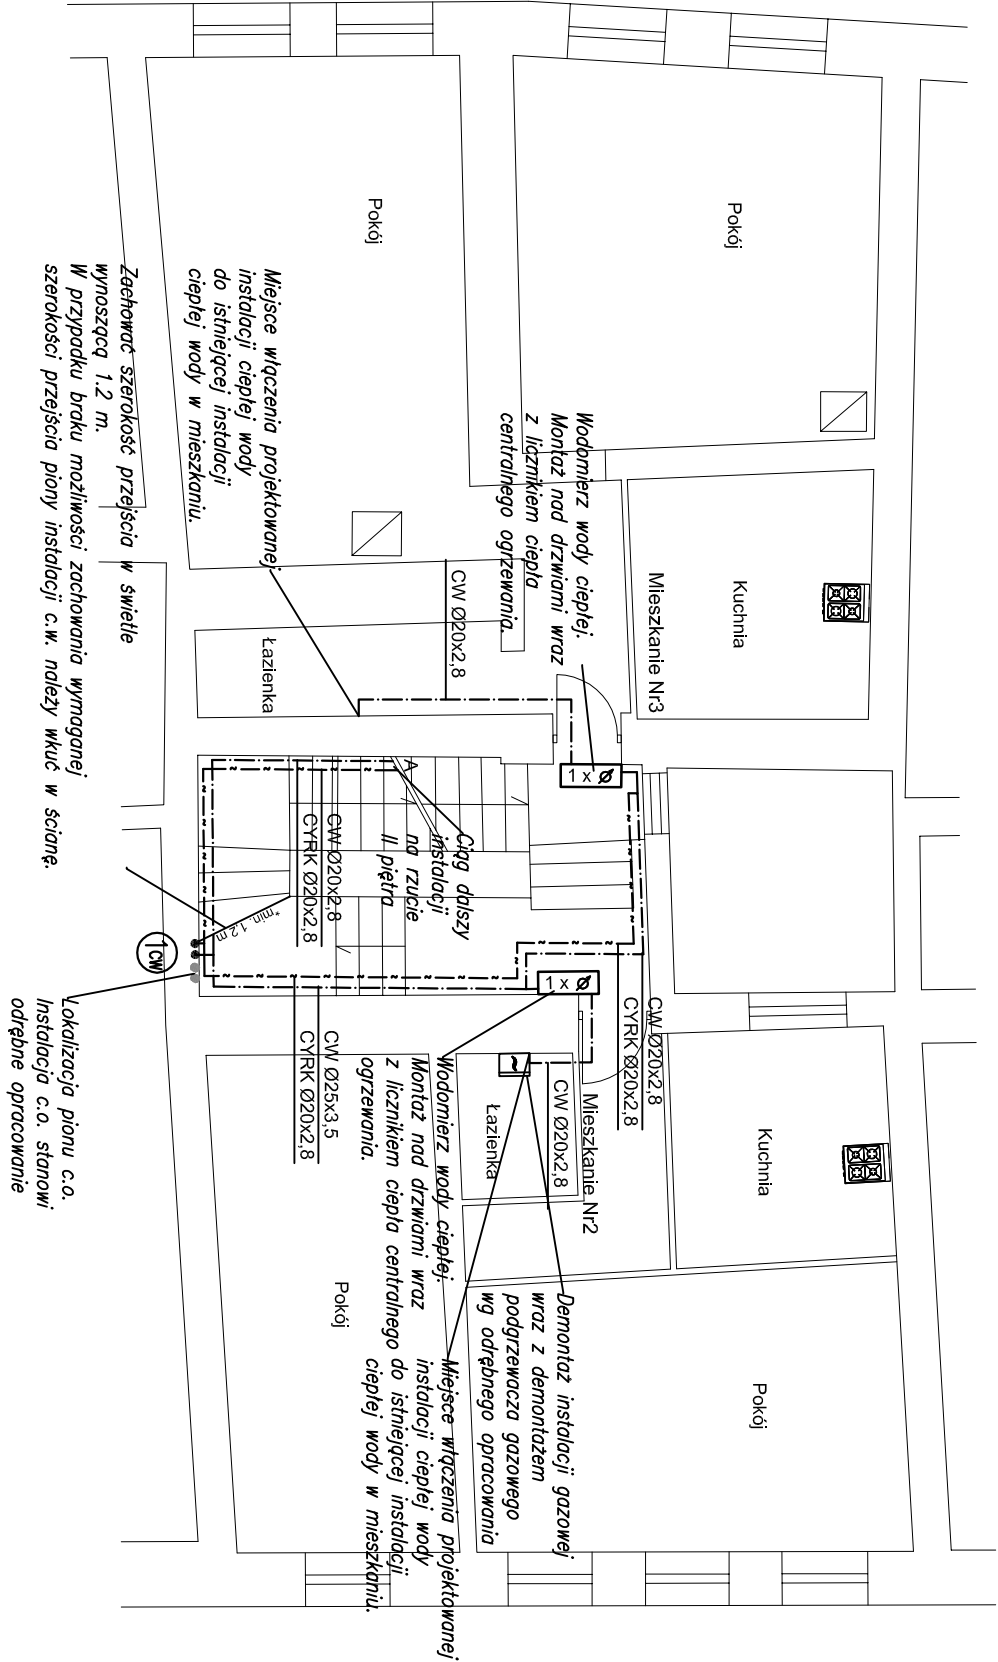 Pokój
Pokój
Miejsce włączenia projektowanej
instalacji ciepłej wody
do istniejącej instalacji
ciepłej wody w mieszkaniu.
Zachować szerokość przejścia w świetle
wynoszącą 1.2 m.
W przypadku braku możliwości zachowania wymaganej
szerokości przejścia piony instalacji c.w. należy wkuć w ścianę.
Wodomierz wody ciepłej.
Montaż nad drzwiami wraz
z licznikiem ciepła
centralnego ogrzewania.
Kuchnia
Mieszkanie Nr3
CW Ø20x2,8
Łazienka
1 x Ø
A
Ciąg dalszy
instalacji
na rzucie
II piętra
CW Ø20x2,8
CYRK Ø20x2,8
*min. 1,2 m
1CW
1 x Ø
CW Ø20x2,8
CYRK Ø20x2,8
CW Ø25x3,5
CYRK Ø20x2,8
Lokalizacja pionu c.o.
Instalacja c.o. stanowi
odrębne opracowanie
Wodomierz wody ciepłej.
Montaż nad drzwiami wraz
z licznikiem ciepła centralnego
ogrzewania.
CW Ø20x2,8
Łazienka
Mieszkanie Nr2
Kuchnia
Demontaż instalacji gazowej
wraz z demontażem
podgrzewacza gazowego
wg odrębnego opracowania
Pokój
Miejsce włączenia projektowanej
instalacji ciepłej wody
do istniejącej instalacji
ciepłej wody w mieszkaniu.
Pokój